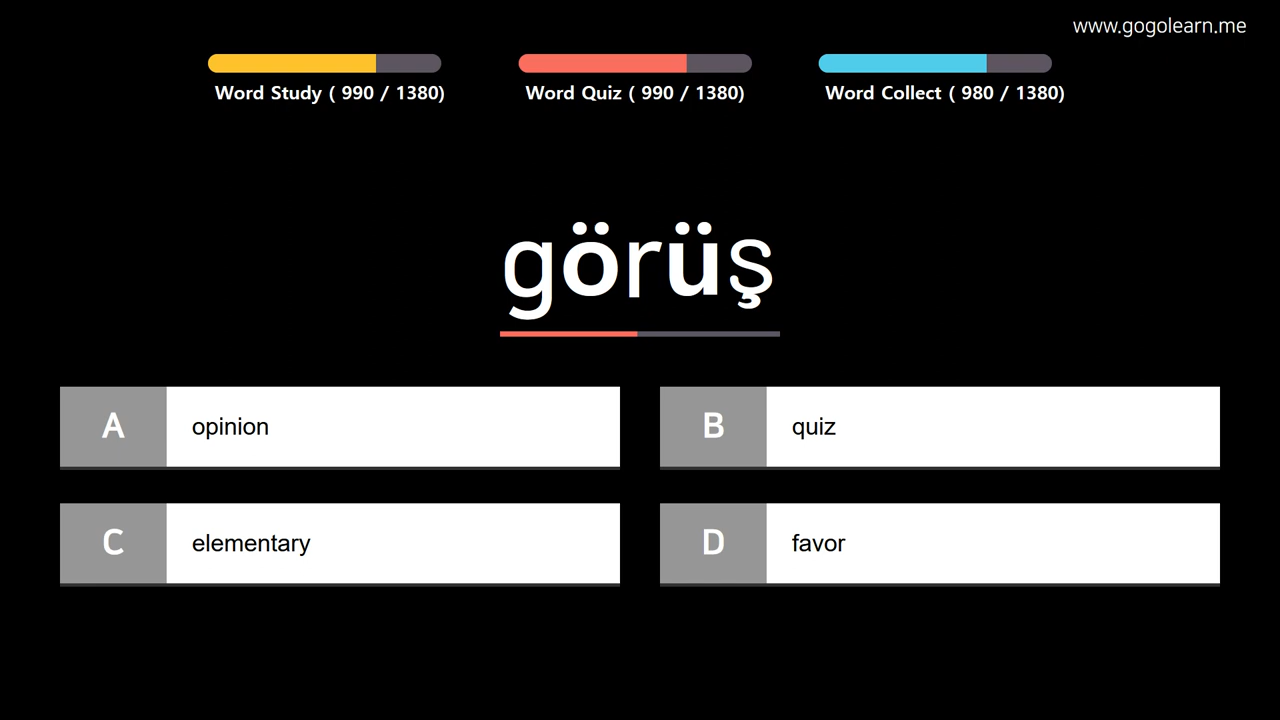 www.gogolearn.me
Word Study ( 990 / 1380)
Word Quiz ( 990 / 1380)
Word Collect ( 980 / 1380)
görüş
A opinion
B quiz
C elementary
D favor